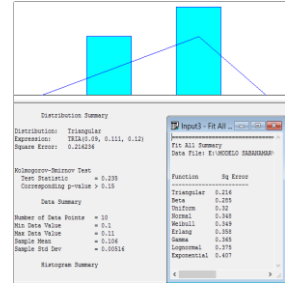 Distribution Summary
Distribution: Triangular
Expression: TRIA(0.09, 0.111, 0.12)
Square Error: 0.216236
Kolmogorov-Smirnov Test
Test Statistic = 0.235
Corresponding p-value > 0.15
Data Summary
Number of Data Points = 10
Min Data Value = 0.1
Max Data Value = 0.11
Sample Mean = 0.106
Sample Std Dev = 0.00516
Histogram Summary
Input3 - Fit All ...
Fit All Summary
Data File: E:\MODELO
Function Sq Error
Triangular 0.216
Beta 0.285
Uniform 0.32
Normal 0.348
Weibull 0.349
Erlang 0.358
Gamma 0.365
Lognormal 0.375
Exponential 0.407